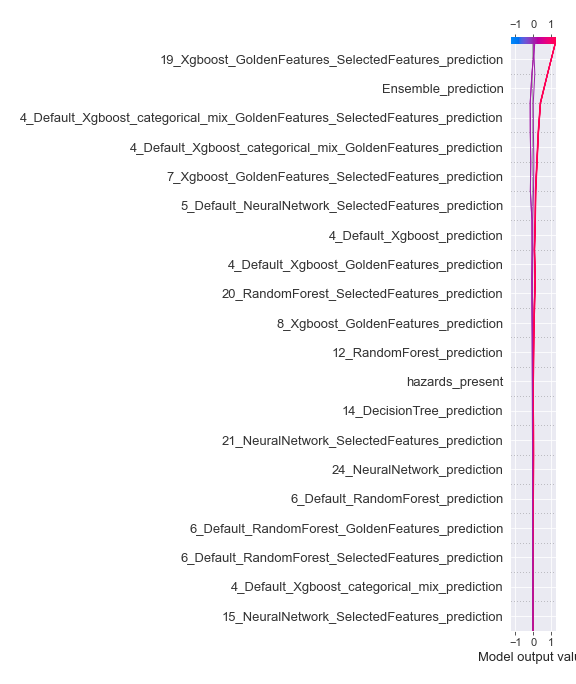 −1 0 1
19_Xgboost_GoldenFeatures_SelectedFeatures_prediction
Ensemble_prediction
4_Default_Xgboost_categorical_mix_GoldenFeatures_SelectedFeatures_prediction
4_Default_Xgboost_categorical_mix_GoldenFeatures_prediction
7_Xgboost_GoldenFeatures_SelectedFeatures_prediction
5_Default_NeuralNetwork_SelectedFeatures_prediction
4_Default_Xgboost_prediction
4_Default_Xgboost_GoldenFeatures_prediction
20_RandomForest_SelectedFeatures_prediction
8_Xgboost_GoldenFeatures_prediction
12_RandomForest_prediction
hazards_present
14_DecisionTree_prediction
21_NeuralNetwork_SelectedFeatures_prediction
24_NeuralNetwork_prediction
6_Default_RandomForest_prediction
6_Default_RandomForest_GoldenFeatures_prediction
6_Default_RandomForest_SelectedFeatures_prediction
4_Default_Xgboost_categorical_mix_prediction
15_NeuralNetwork_SelectedFeatures_prediction
−1 0 1
Model output valu